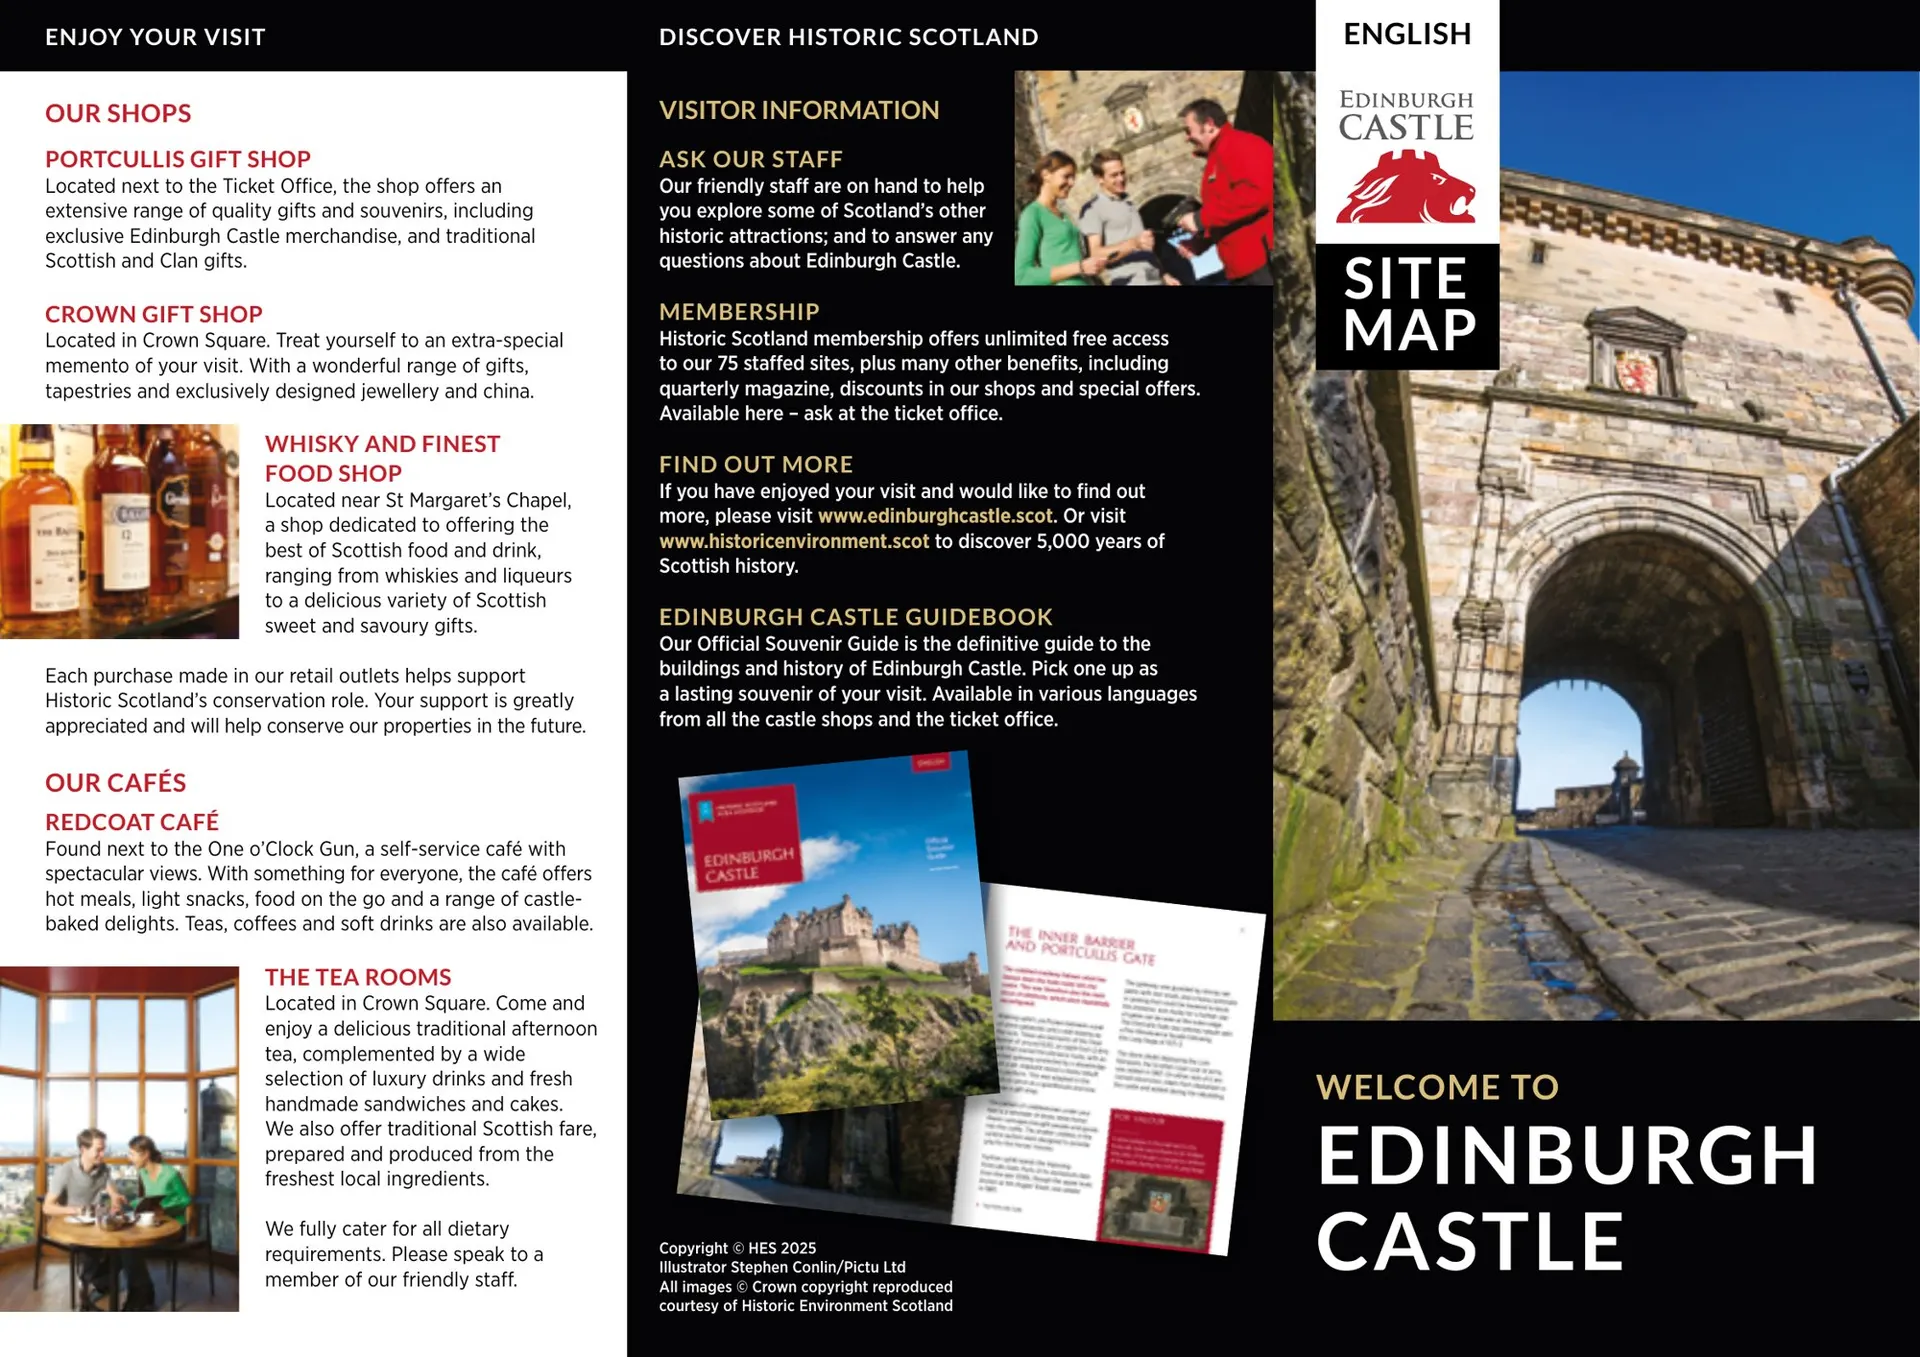 ENJOY YOUR VISIT
OUR SHOPS
PORTCULLIS GIFT SHOP
Located next to the Ticket Office, the shop offers an
extensive range of quality gifts and souvenirs, including
exclusive Edinburgh Castle merchandise, and traditional
Scottish and Clan gifts.
CROWN GIFT SHOP
Located in Crown Square. Treat yourself to an extra-special
memento of your visit. With a wonderful range of gifts,
tapestries and exclusively designed jewellery and china.
WHISKY AND FINEST
FOOD SHOP
Located near St Margaret's Chapel,
a shop dedicated to offering the
best of Scottish food and drink,
ranging from whiskies and liqueurs
to a delicious variety of Scottish
sweet and savoury gifts.
Each purchase made in our retail outlets helps support
Historic Scotland's conservation role. Your support is greatly
appreciated and will help conserve our properties in the future.
OUR CAFÉS
REDCOAT CAFÉ
Found next to the One o'Clock Gun, a self-service café with
spectacular views. With something for everyone, the café offers
hot meals, light snacks, food on the go and a range of castle-
baked delights. Teas, coffees and soft drinks are also available.
THE TEA ROOMS
Located in Crown Square. Come and
enjoy a delicious traditional afternoon
tea, complemented by a wide
selection of luxury drinks and fresh
handmade sandwiches and cakes.
We also offer traditional Scottish fare,
prepared and produced from the
freshest local ingredients.
We fully cater for all dietary
requirements. Please speak to a
member of our friendly staff.
DISCOVER HISTORIC SCOTLAND
VISITOR INFORMATION
ASK OUR STAFF
Our friendly staff are on hand to help
you explore some of Scotland's other
historic attractions; and to answer any
questions about Edinburgh Castle.
MEMBERSHIP
Historic Scotland membership offers unlimited free access
to our 75 staffed sites, plus many other benefits, including
quarterly magazine, discounts in our shops and special offers.
Available here – ask at the ticket office.
FIND OUT MORE
If you have enjoyed your visit and would like to find out
more, please visit www.edinburghcastle.scot. Or visit
www.historicenvironment.scot to discover 5,000 years of
Scottish history.
EDINBURGH CASTLE GUIDEBOOK
Our Official Souvenir Guide is the definitive guide to the
buildings and history of Edinburgh Castle. Pick one up as
a lasting souvenir of your visit. Available in various languages
from all the castle shops and the ticket office.
ENGLISH
EDINBURGH
CASTLE
Official
Souvenir
Guide
THE INNER BARRIER
AND PORTCULLIS GATE
FOR VALOUR
Copyright © HES 2025
Illustrator Stephen Conlin/Pictu Ltd
All images © Crown copyright reproduced
courtesy of Historic Environment Scotland
ENGLISH
EDINBURGH
CASTLE
SITE
MAP
WELCOME TO
EDINBURGH
CASTLE